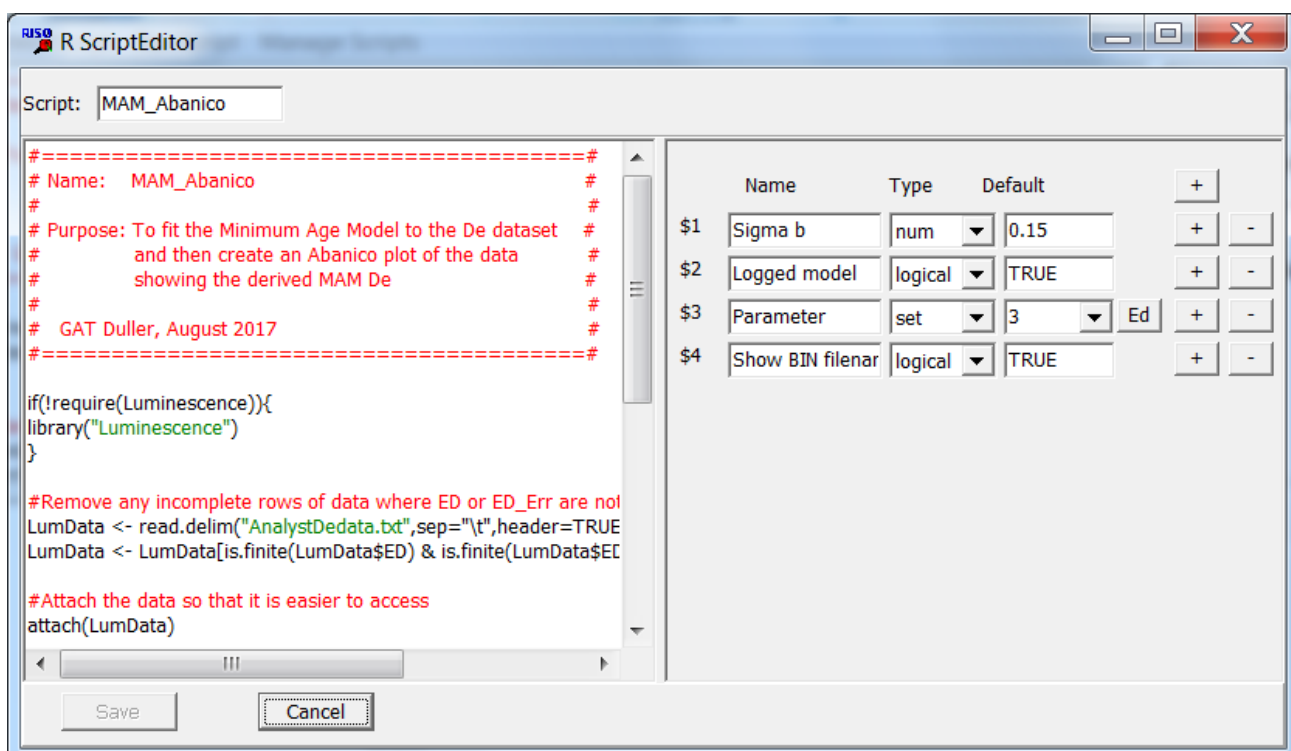 RISO R ScriptEditor
Script: MAM_Abanico
#=======================================#
# Name: MAM_Abanico #
# #
# Purpose: To fit the Minimum Age Model to the De dataset #
# and then create an Abanico plot of the data #
# showing the derived MAM De #
# #
# GAT Duller, August 2017 #
#=======================================#
if(!require(Luminescence)){
library("Luminescence")
}
#Remove any incomplete rows of data where ED or ED_Err are not
LumData <- read.delim("AnalystDedata.txt",sep="\t",header=TRUE
LumData <- LumData[is.finite(LumData$ED) & is.finite(LumData$ED
#Attach the data so that it is easier to access
attach(LumData)
Name Type Default +
$1 Sigma b num 0.15 + -
$2 Logged model logical TRUE + -
$3 Parameter set 3 Ed + -
$4 Show BIN filenar logical TRUE + -
Save Cancel